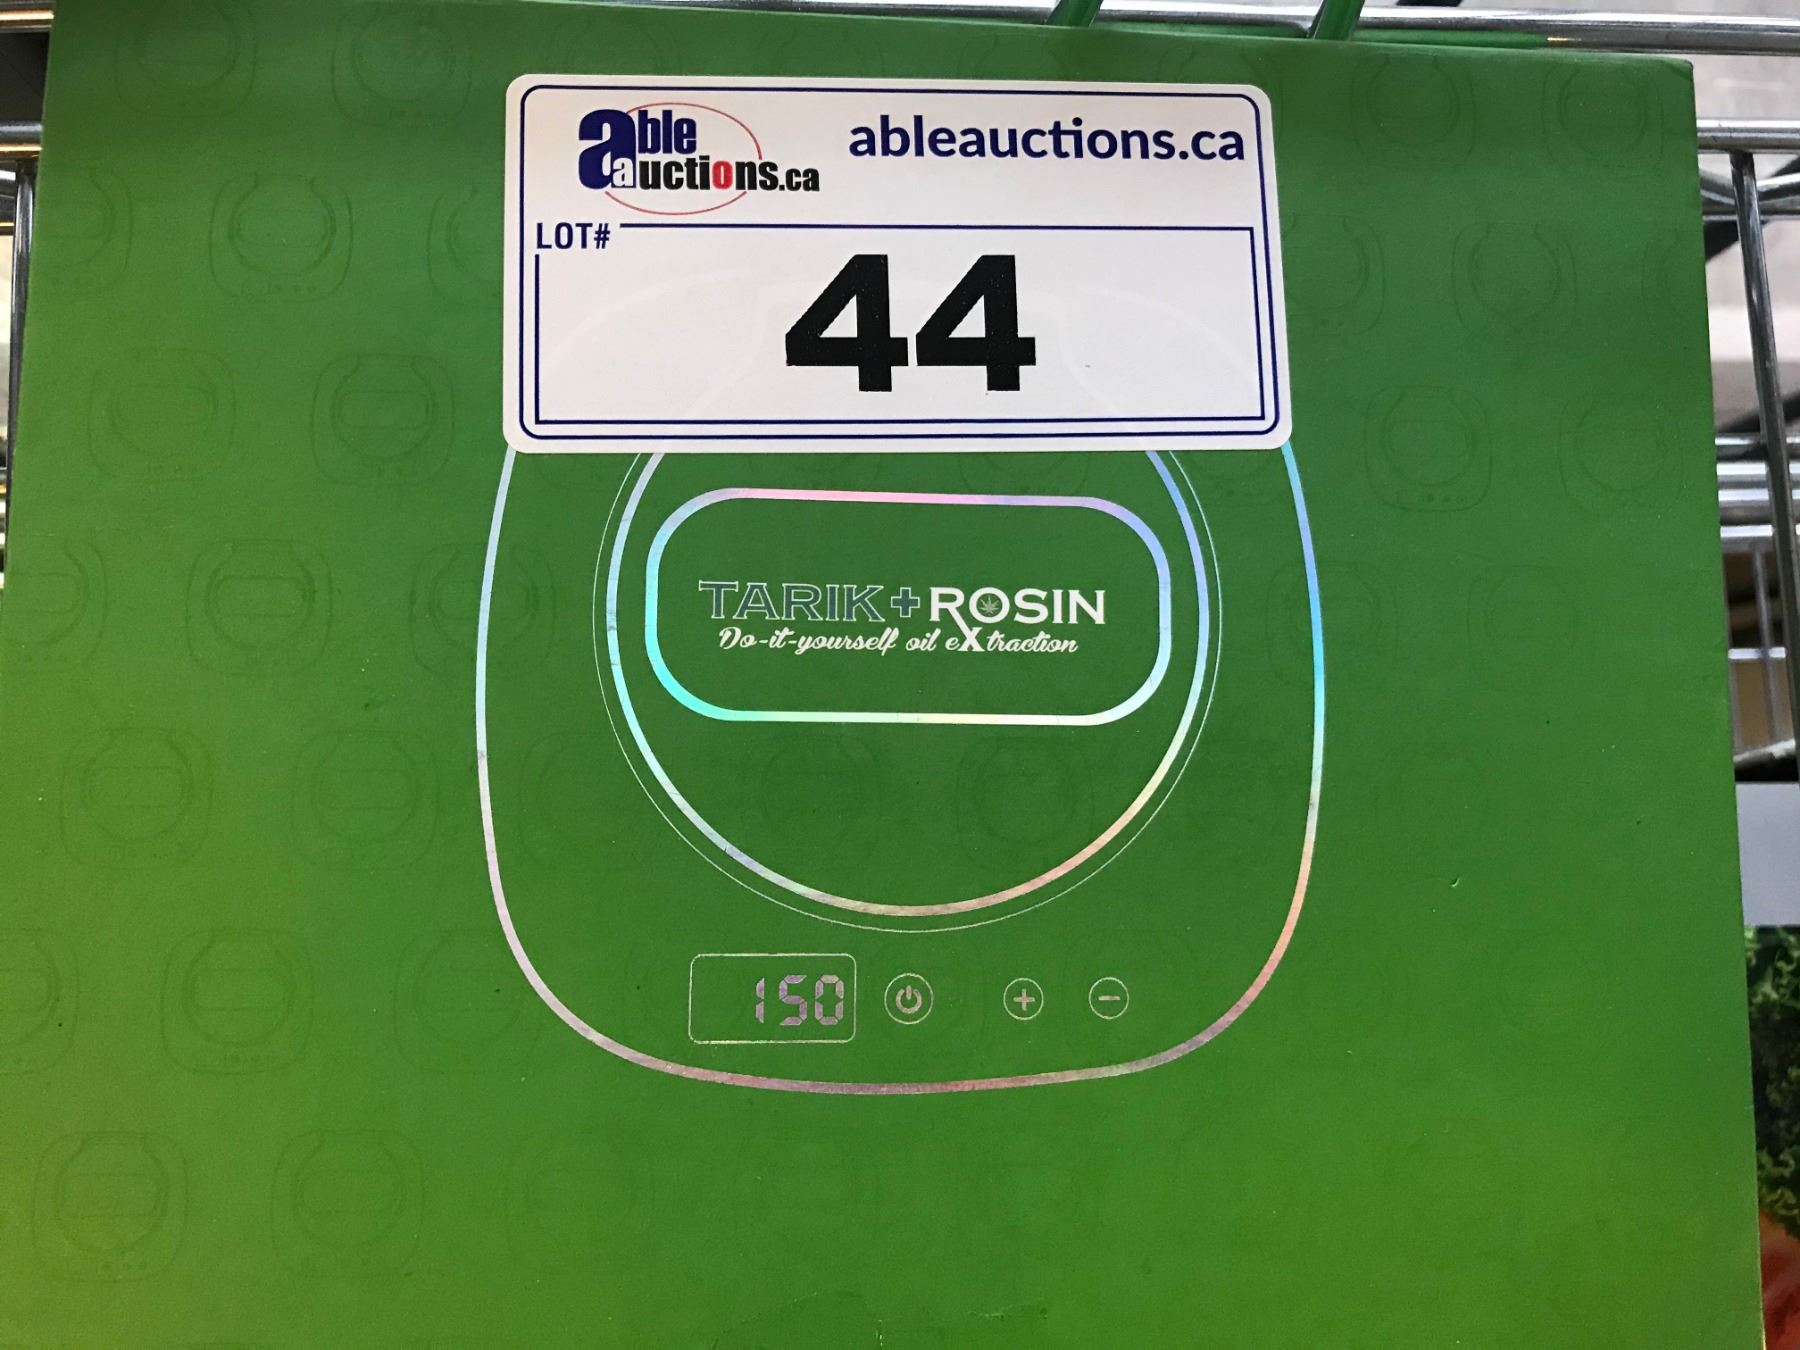 able auctions.ca
ableauctions.ca
LOT#
44
TARIK+ROSIN
Do-it-yourself oil eXtraction
150